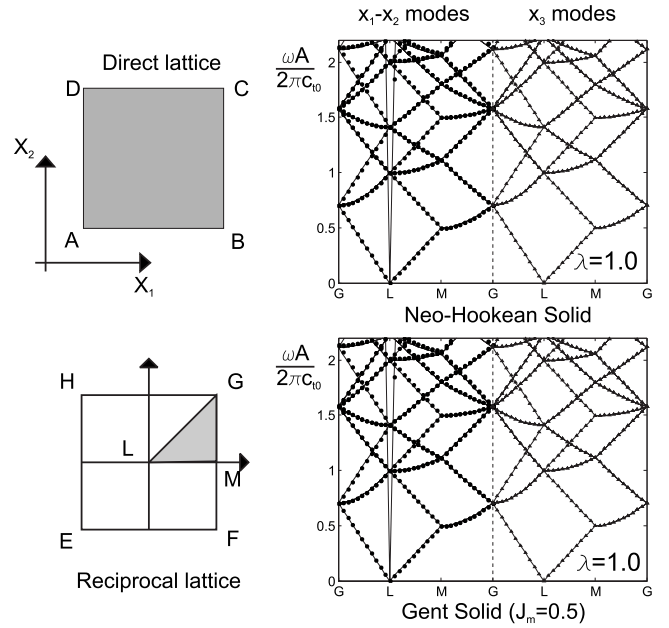 x₁-x₂ modes
x₃ modes
Direct lattice
D
C
X₂
A
B
X₁
ωA
2πcₜ₀
2
1.5
1
0.5
0
λ=1.0
G L M G L M G
Neo-Hookean Solid
H
G
L
M
E
F
Reciprocal lattice
ωA
2πcₜ₀
2
1.5
1
0.5
0
λ=1.0
G L M G L M G
Gent Solid (Jₘ=0.5)